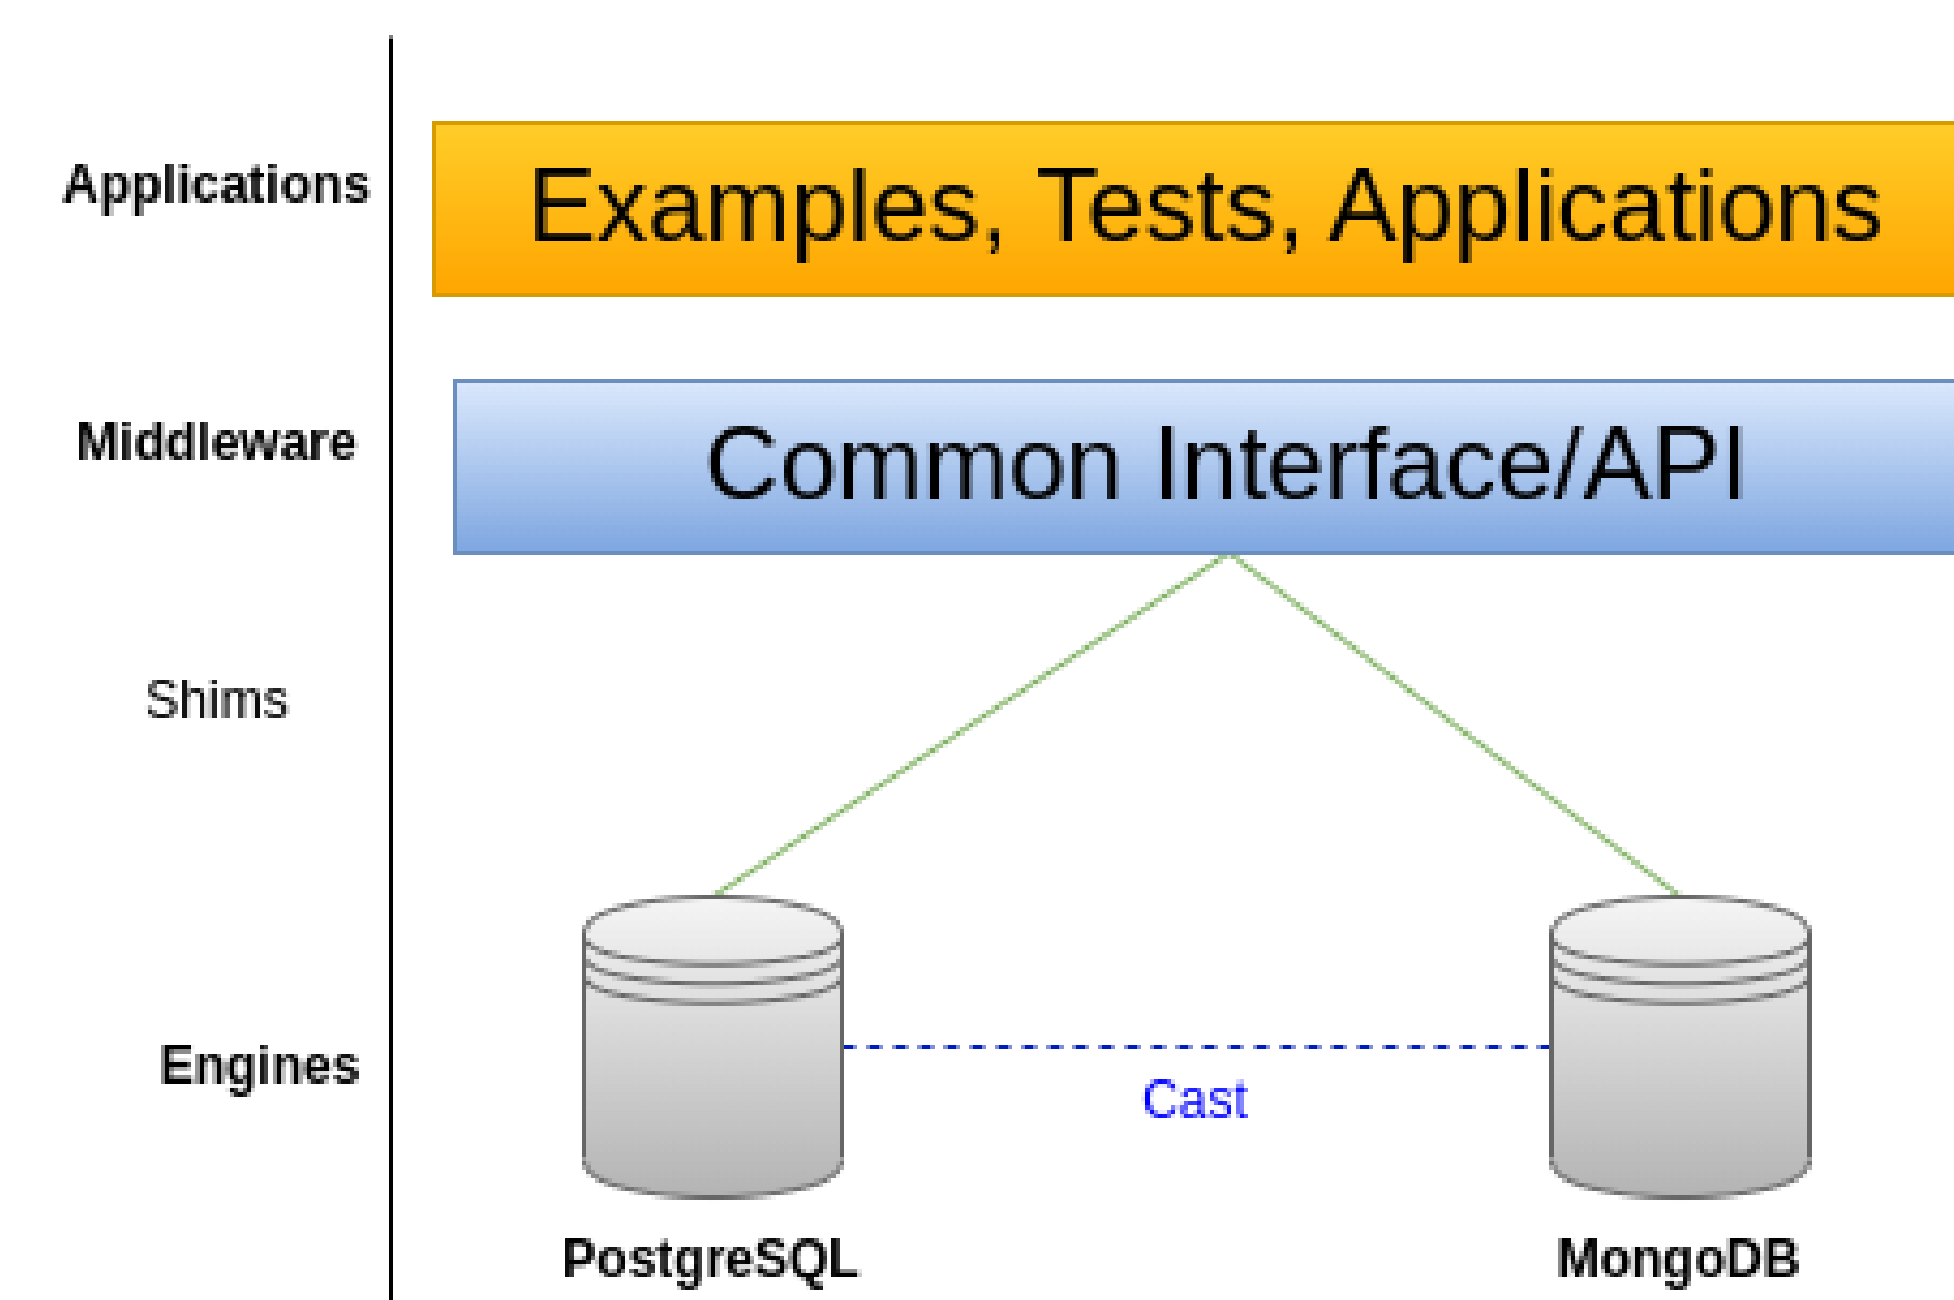 Applications
Examples, Tests, Applications
Middleware
Common Interface/API
Shims
Engines
Cast
PostgreSQL
MongoDB